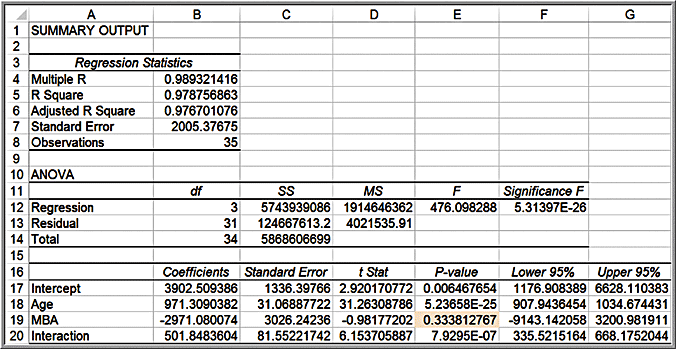 A B C D E F G
1 SUMMARY OUTPUT
2
3 Regression Statistics
4 Multiple R 0.989321416
5 R Square 0.978756863
6 Adjusted R Square 0.976701076
7 Standard Error 2005.37675
8 Observations 35
9
10 ANOVA
11 df SS MS F Significance F
12 Regression 3 5743939086 1914646362 476.098288 5.31397E-26
13 Residual 31 124667613.2 4021535.91
14 Total 34 5868606699
15
16 Coefficients Standard Error t Stat P-value Lower 95% Upper 95%
17 Intercept 3902.509386 1336.39766 2.920170772 0.006467654 1176.908389 6628.110383
18 Age 971.3090382 31.06887722 31.26308786 5.23658E-25 907.9436454 1034.674431
19 MBA -2971.080074 3026.24236 -0.98177202 0.333812767 -9143.142058 3200.981911
20 Interaction 501.8483604 81.55221742 6.153705887 7.9295E-07 335.5215164 668.1752044